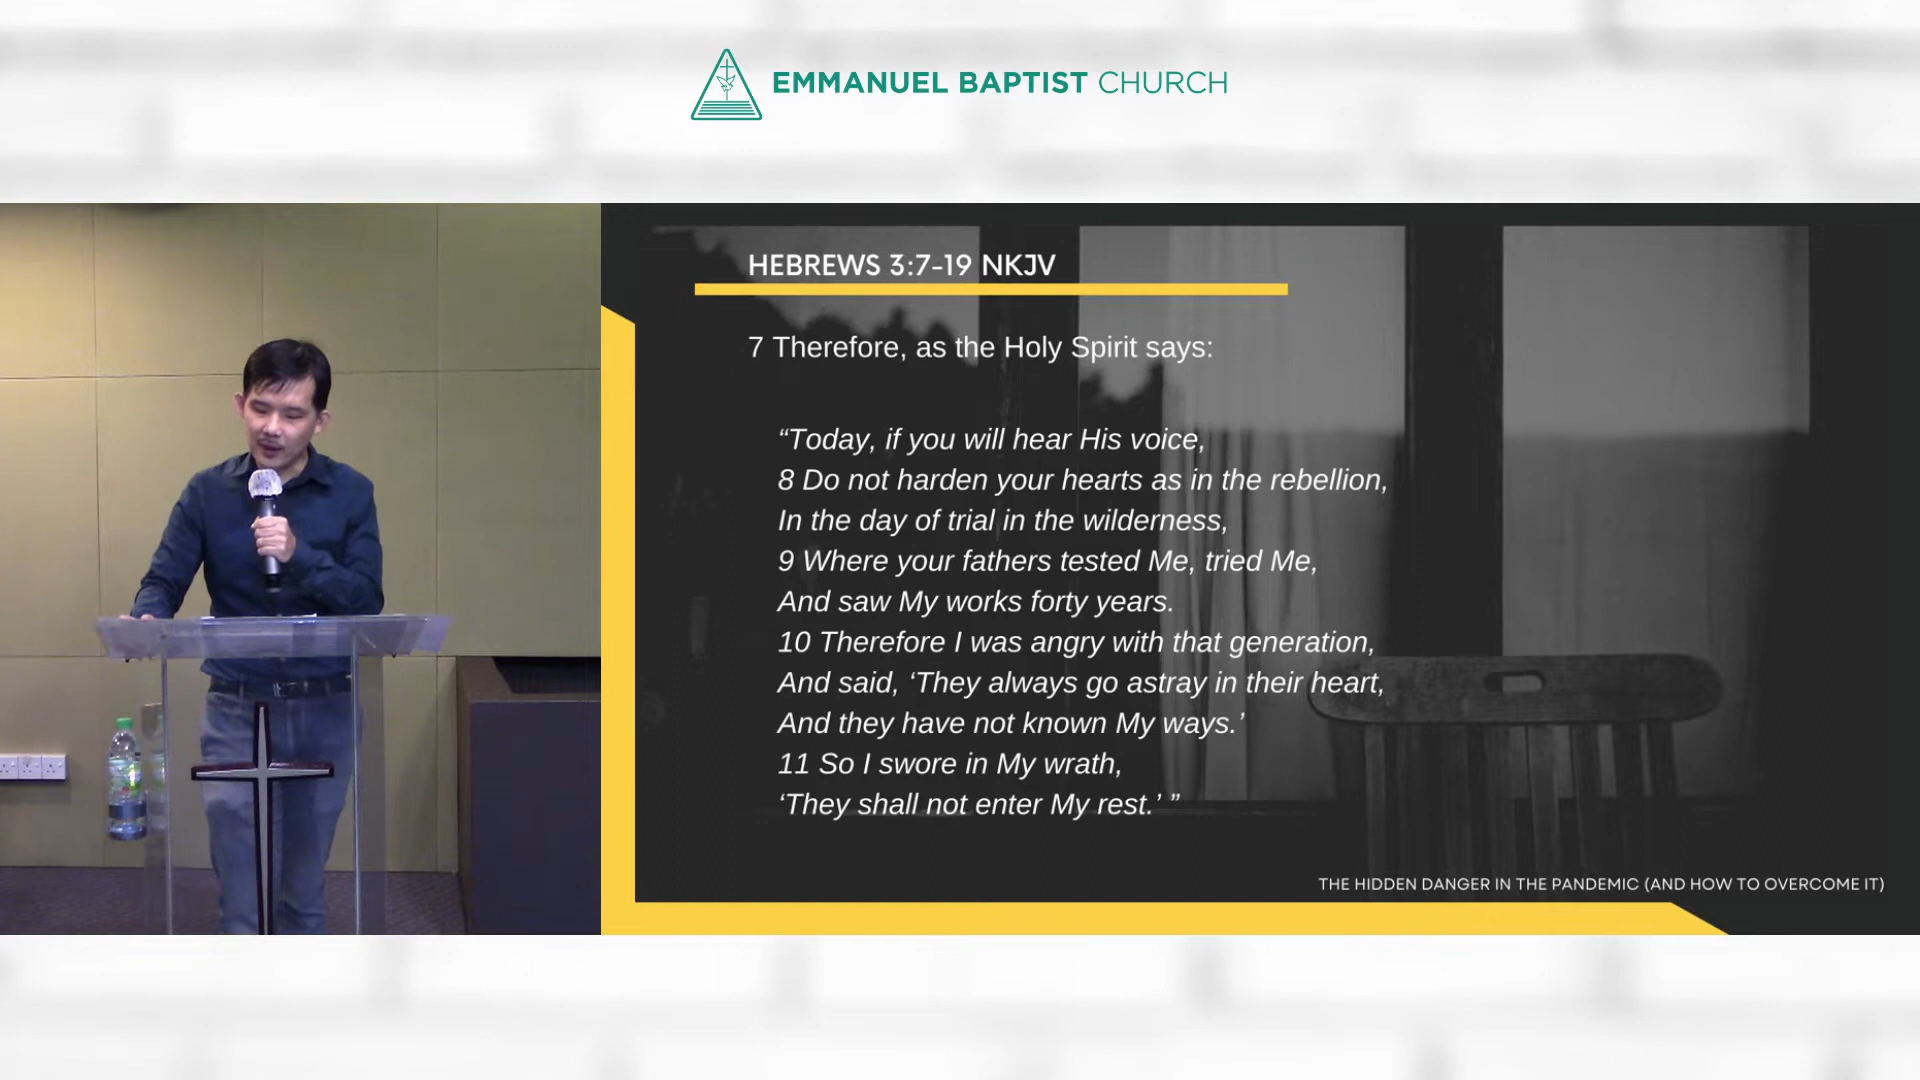 EMMANUEL BAPTIST CHURCH
HEBREWS 3:7-19 NKJV
7 Therefore, as the Holy Spirit says:
“Today, if you will hear His voice,
8 Do not harden your hearts as in the rebellion,
In the day of trial in the wilderness,
9 Where your fathers tested Me, tried Me,
And saw My works forty years.
10 Therefore I was angry with that generation,
And said, ‘They always go astray in their heart,
And they have not known My ways.’
11 So I swore in My wrath,
‘They shall not enter My rest.’ ”
THE HIDDEN DANGER IN THE PANDEMIC (AND HOW TO OVERCOME IT)